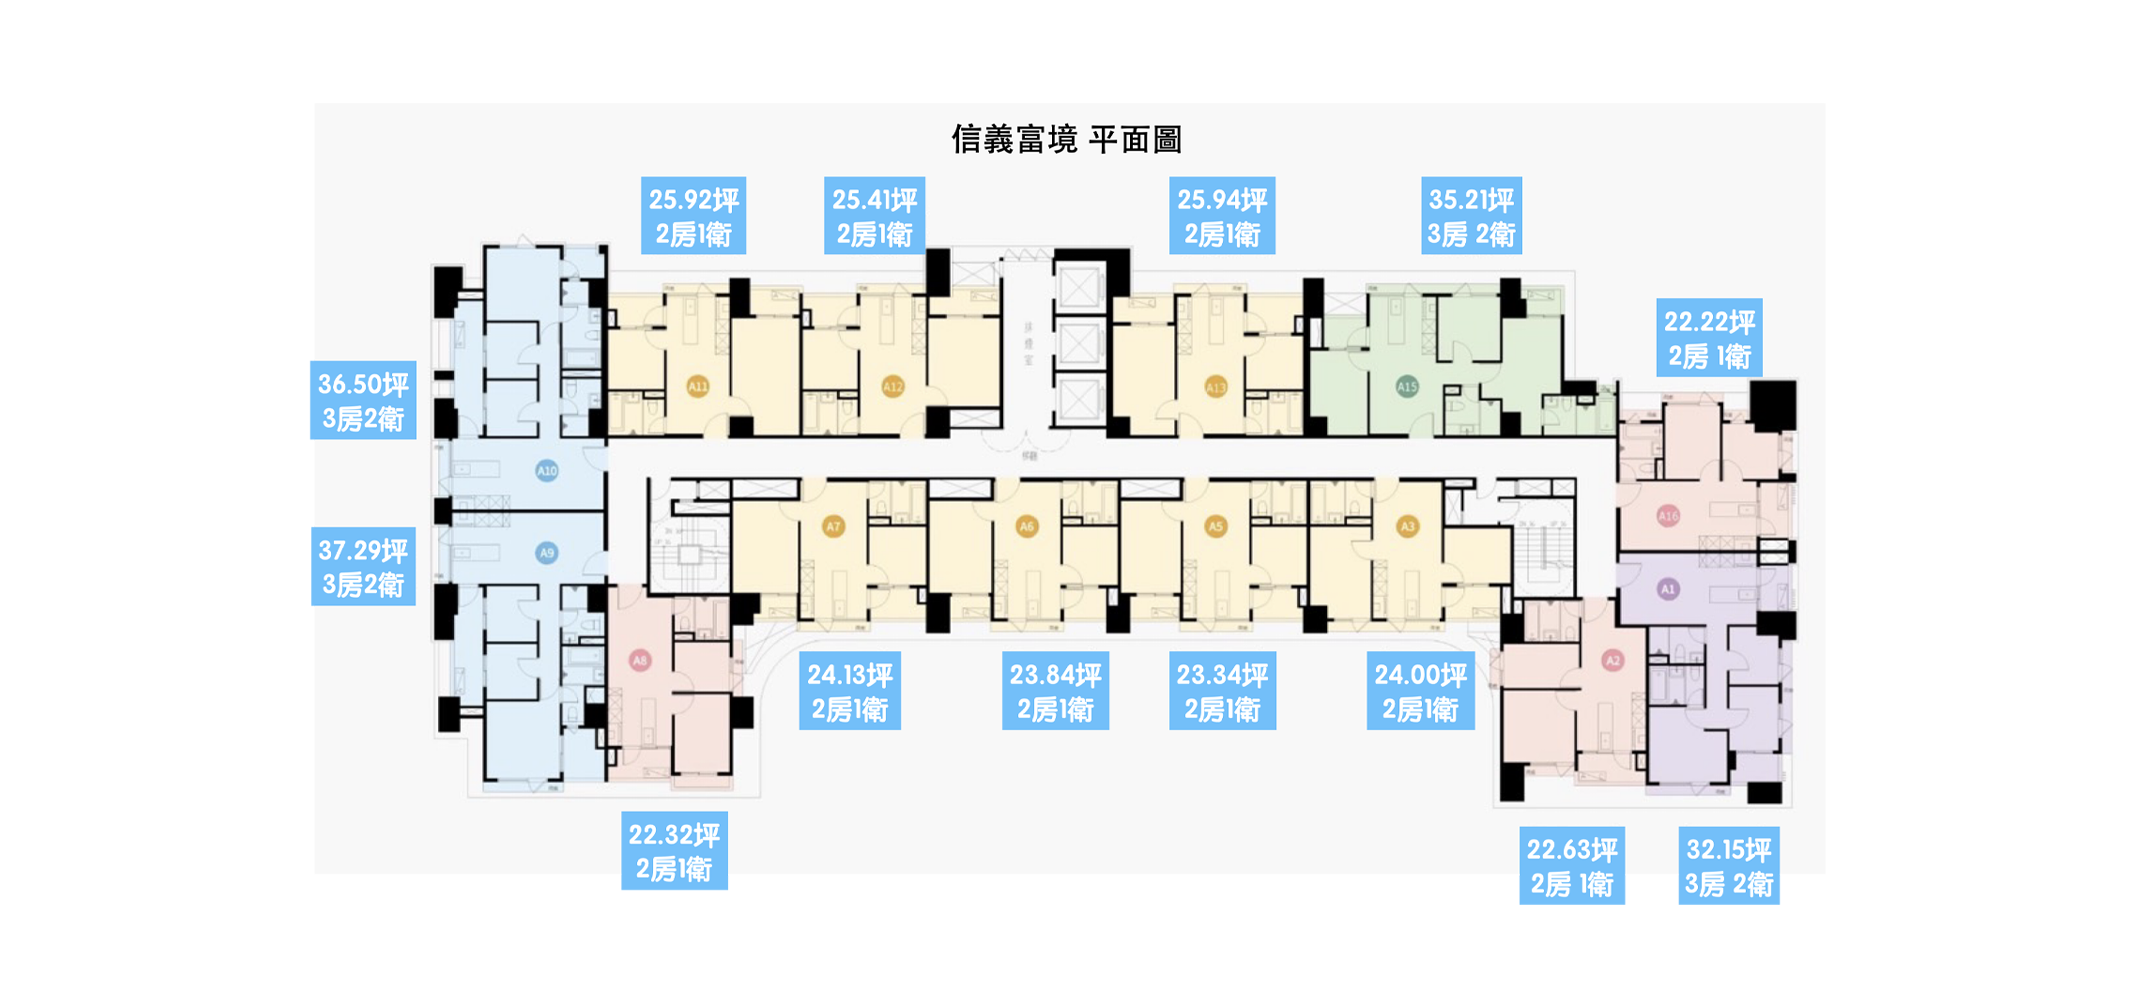 信義富境 平面圖
25.92坪
2房1衛
25.41坪
2房1衛
25.94坪
2房1衛
35.21坪
3房 2衛
22.22坪
2房 1衛
36.50坪
3房2衛
A11
A12
A13
A15
A10
A16
37.29坪
3房2衛
A7
A6
A5
A3
A9
A1
A8
A2
24.13坪
2房1衛
23.84坪
2房1衛
23.34坪
2房1衛
24.00坪
2房1衛
22.32坪
2房1衛
22.63坪
2房 1衛
32.15坪
3房 2衛